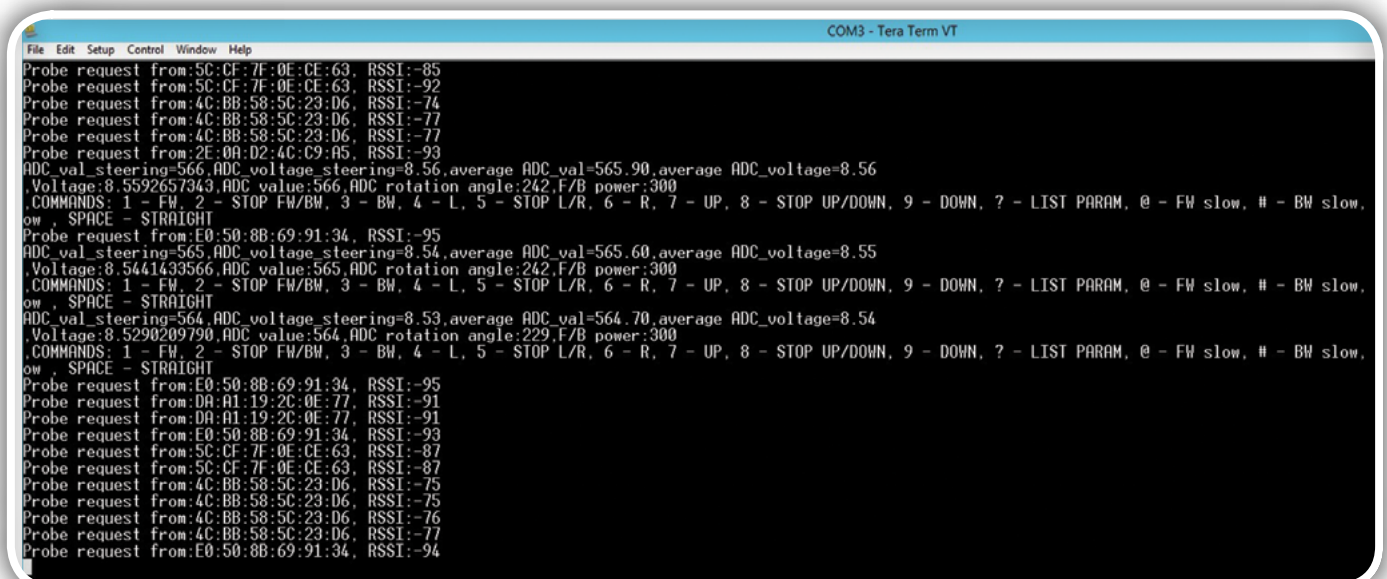 COM3 - Tera Term VT
File Edit Setup Control Window Help
Probe request from:5C:CF:7F:0E:CE:63, RSSI:-85
Probe request from:5C:CF:7F:0E:CE:63, RSSI:-92
Probe request from:4C:BB:58:5C:23:D6, RSSI:-74
Probe request from:4C:BB:58:5C:23:D6, RSSI:-77
Probe request from:4C:BB:58:5C:23:D6, RSSI:-77
Probe request from:2E:0A:D2:4C:C9:A5, RSSI:-93
ADC_val_steering=566,ADC_voltage_steering=8.56,average ADC_val=565.90,average ADC_voltage=8.56
,Voltage:8.5592657343,ADC value:566,ADC rotation angle:242,F/B power:300
,COMMANDS: 1 - FW, 2 - STOP FW/BW, 3 - BW, 4 - L, 5 - STOP L/R, 6 - R, 7 - UP, 8 - STOP UP/DOWN, 9 - DOWN, ? - LIST PARAM, @ - FW slow, # - BW slow,
ow , SPACE - STRAIGHT
Probe request from:E0:50:8B:69:91:34, RSSI:-95
ADC_val_steering=565,ADC_voltage_steering=8.54,average ADC_val=565.60,average ADC_voltage=8.55
,Voltage:8.5441433566,ADC value:565,ADC rotation angle:242,F/B power:300
,COMMANDS: 1 - FW, 2 - STOP FW/BW, 3 - BW, 4 - L, 5 - STOP L/R, 6 - R, 7 - UP, 8 - STOP UP/DOWN, 9 - DOWN, ? - LIST PARAM, @ - FW slow, # - BW slow,
ow , SPACE - STRAIGHT
ADC_val_steering=564,ADC_voltage_steering=8.53,average ADC_val=564.70,average ADC_voltage=8.54
,Voltage:8.5290209790,ADC value:564,ADC rotation angle:229,F/B power:300
,COMMANDS: 1 - FW, 2 - STOP FW/BW, 3 - BW, 4 - L, 5 - STOP L/R, 6 - R, 7 - UP, 8 - STOP UP/DOWN, 9 - DOWN, ? - LIST PARAM, @ - FW slow, # - BW slow,
ow , SPACE - STRAIGHT
Probe request from:E0:50:8B:69:91:34, RSSI:-95
Probe request from:DA:A1:19:2C:0E:77, RSSI:-91
Probe request from:DA:A1:19:2C:0E:77, RSSI:-91
Probe request from:E0:50:8B:69:91:34, RSSI:-93
Probe request from:5C:CF:7F:0E:CE:63, RSSI:-87
Probe request from:5C:CF:7F:0E:CE:63, RSSI:-87
Probe request from:4C:BB:58:5C:23:D6, RSSI:-75
Probe request from:4C:BB:58:5C:23:D6, RSSI:-75
Probe request from:4C:BB:58:5C:23:D6, RSSI:-76
Probe request from:4C:BB:58:5C:23:D6, RSSI:-77
Probe request from:E0:50:8B:69:91:34, RSSI:-94